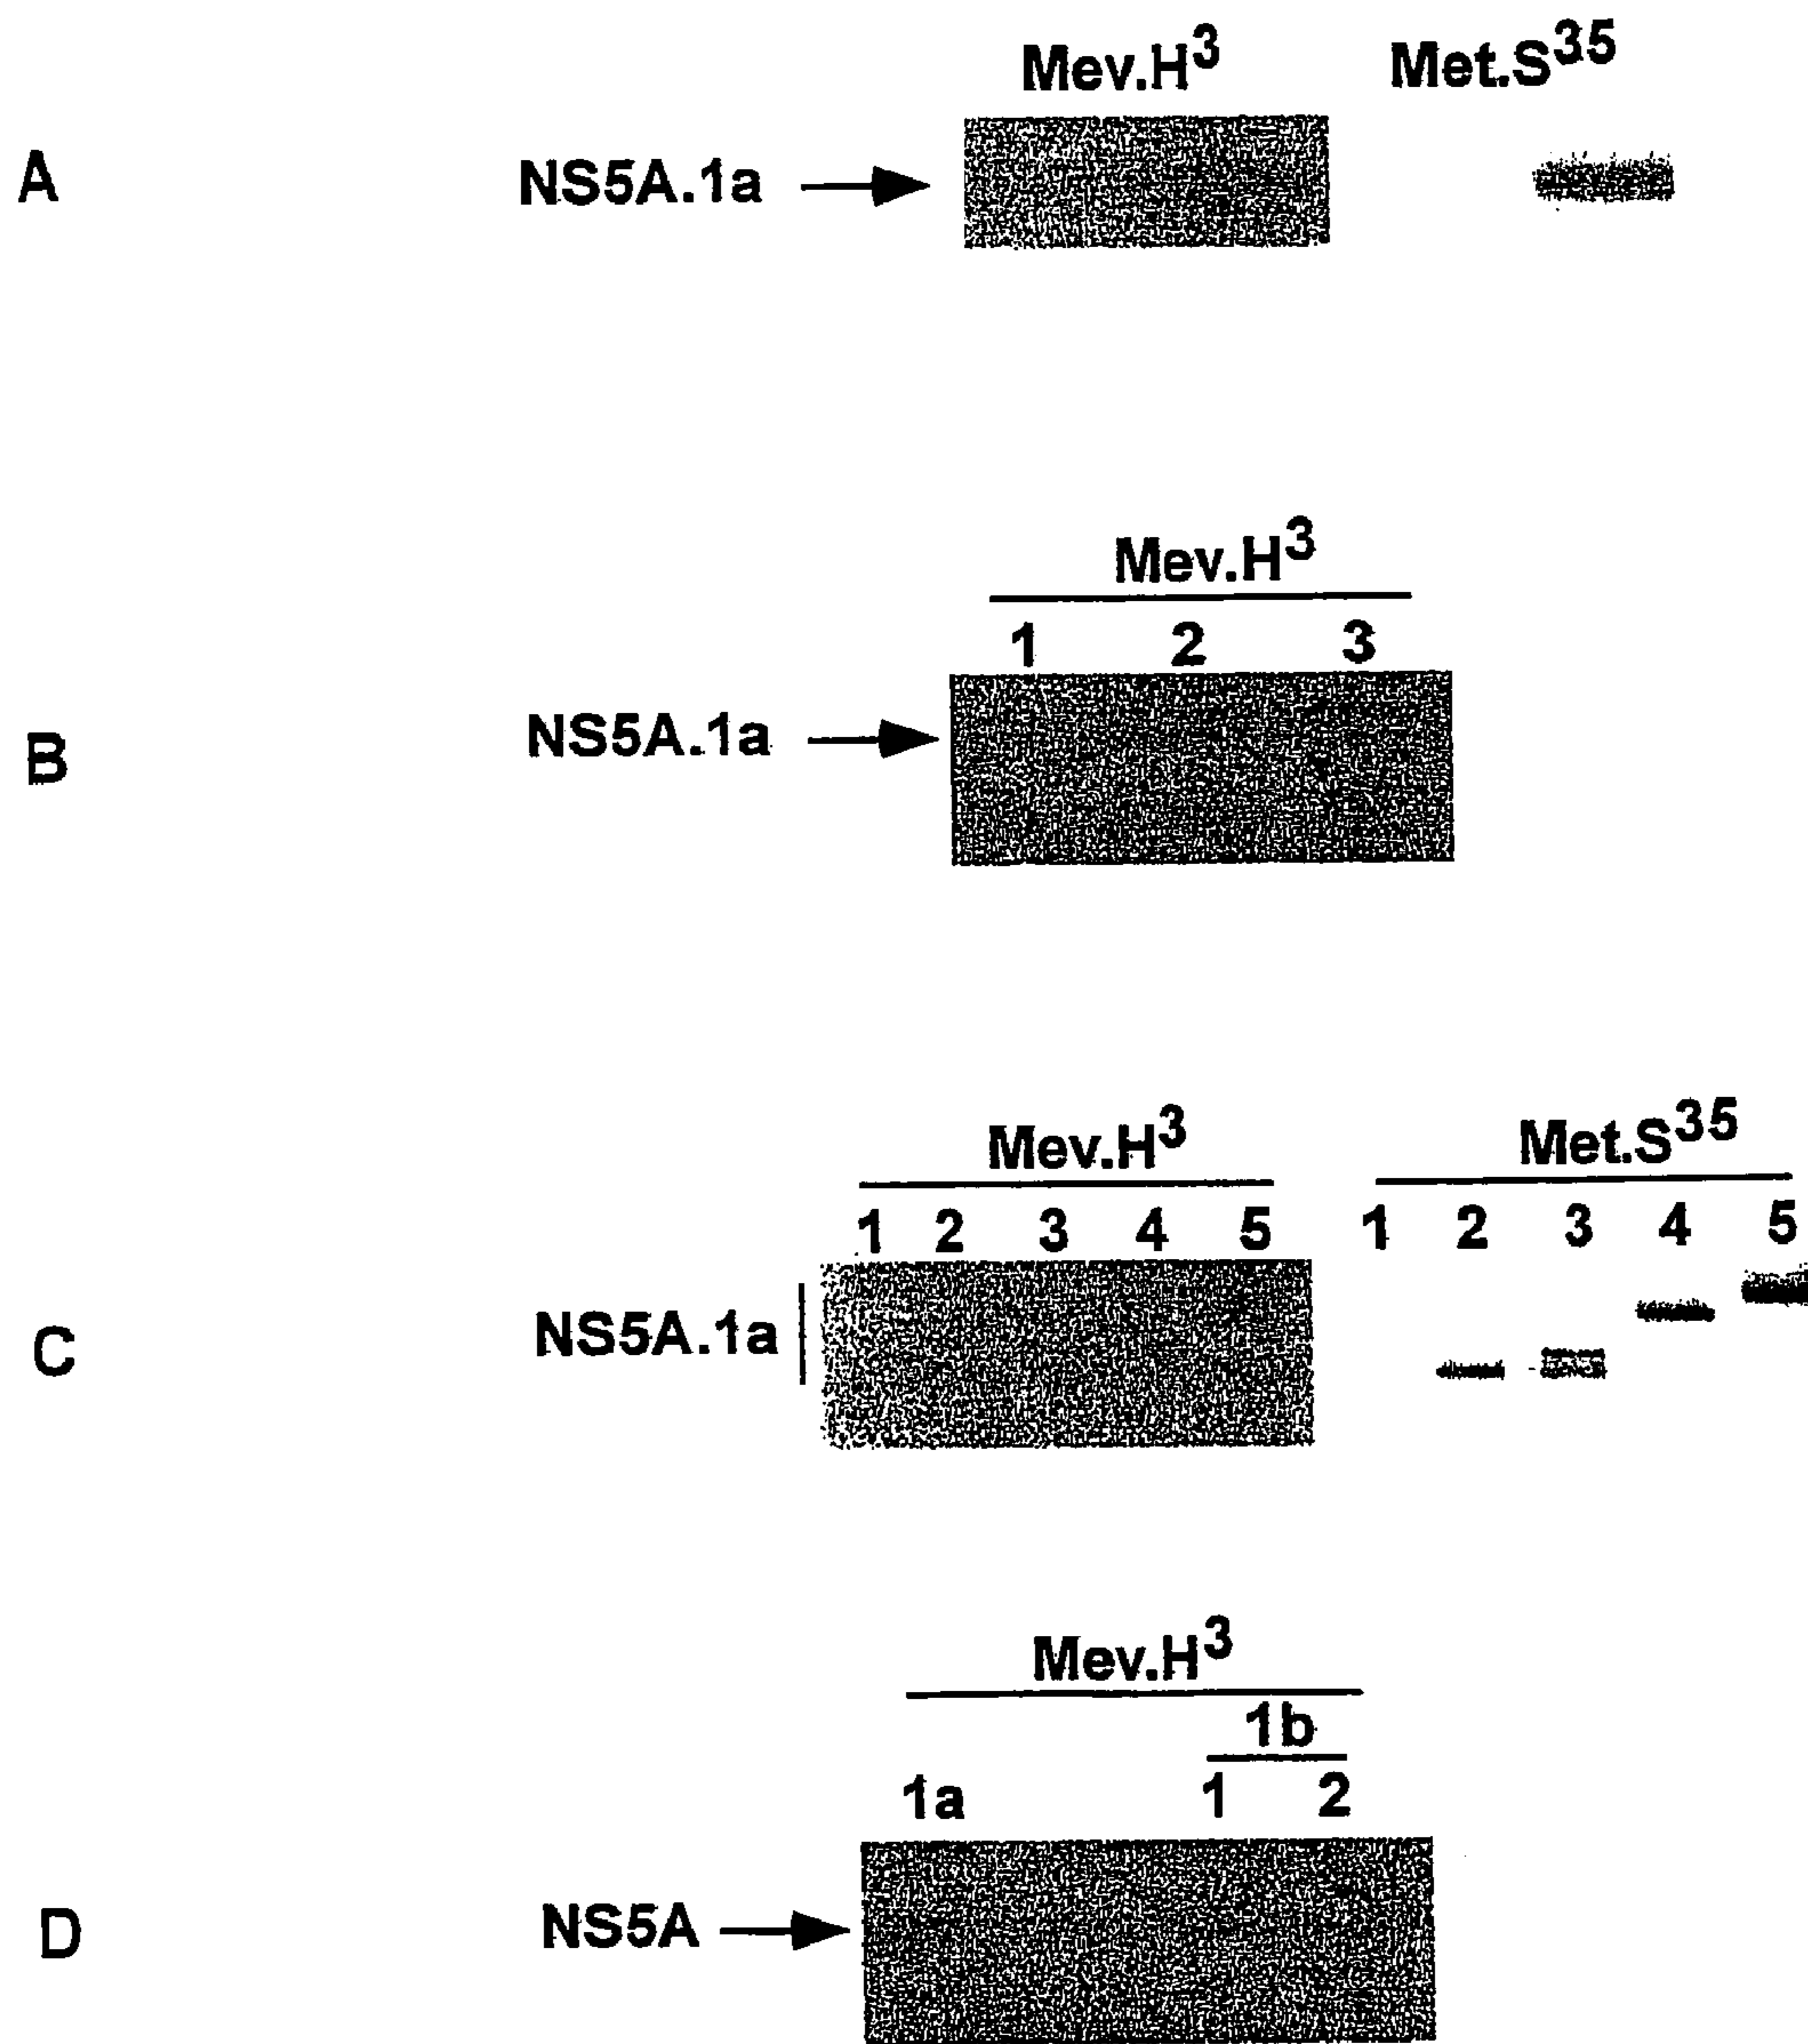 Mev.H³ Met.S³⁵
A NS5A.1a
Mev.H³
1 2 3
B NS5A.1a
Mev.H³ Met.S³⁵
1 2 3 4 5 1 2 3 4 5
C NS5A.1a
Mev.H³
1b
1a 1 2
D NS5A